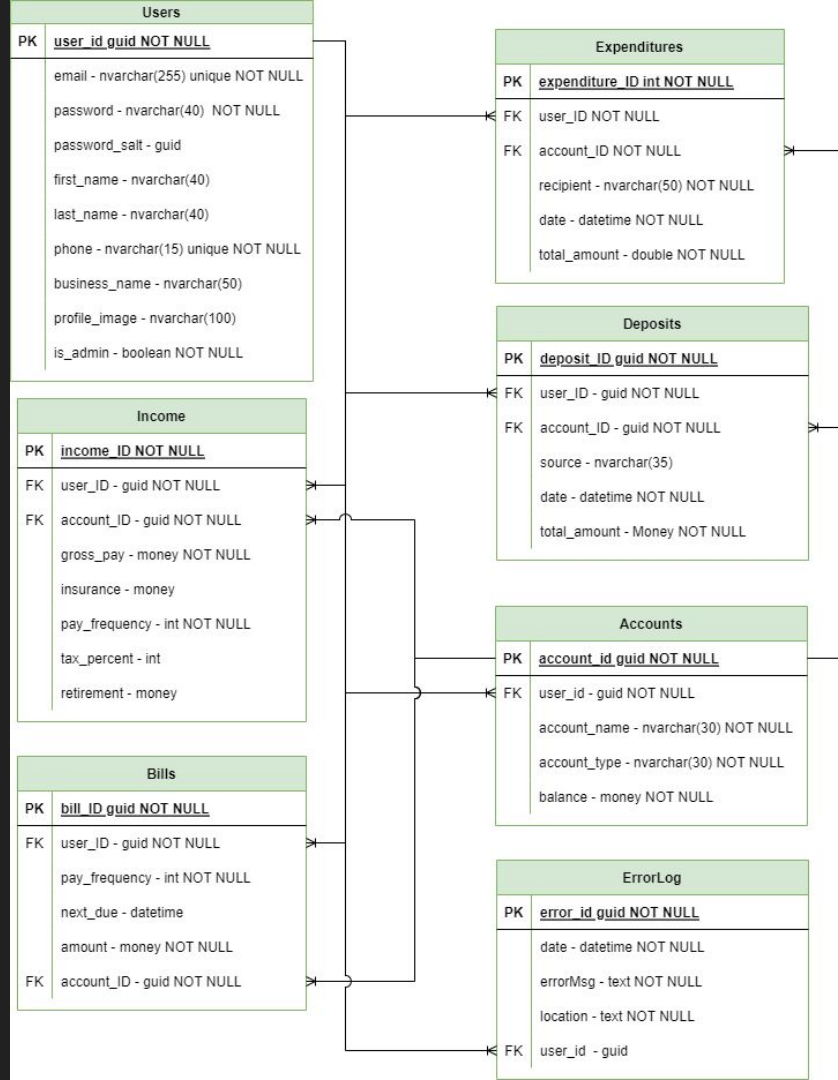 Users
PK user_id guid NOT NULL
email - nvarchar(255) unique NOT NULL
password - nvarchar(40)  NOT NULL
password_salt - guid
first_name - nvarchar(40)
last_name - nvarchar(40)
phone - nvarchar(15) unique NOT NULL
business_name - nvarchar(50)
profile_image - nvarchar(100)
is_admin - boolean NOT NULL
Income
PK income_ID NOT NULL
FK user_ID - guid NOT NULL
FK account_ID - guid NOT NULL
gross_pay - money NOT NULL
insurance - money
pay_frequency - int NOT NULL
tax_percent - int
retirement - money
Bills
PK bill_ID guid NOT NULL
FK user_ID - guid NOT NULL
pay_frequency - int NOT NULL
next_due - datetime
amount - money NOT NULL
FK account_ID - guid NOT NULL
Expenditures
PK expenditure_ID int NOT NULL
FK user_ID NOT NULL
FK account_ID NOT NULL
recipient - nvarchar(50) NOT NULL
date - datetime NOT NULL
total_amount - double NOT NULL
Deposits
PK deposit_ID guid NOT NULL
FK user_ID - guid NOT NULL
FK account_ID - guid NOT NULL
source - nvarchar(35)
date - datetime NOT NULL
total_amount - Money NOT NULL
Accounts
PK account_id guid NOT NULL
FK user_id - guid NOT NULL
account_name - nvarchar(30) NOT NULL
account_type - nvarchar(30) NOT NULL
balance - money NOT NULL
ErrorLog
PK error_id guid NOT NULL
date - datetime NOT NULL
errorMsg - text NOT NULL
location - text NOT NULL
FK user_id  - guid